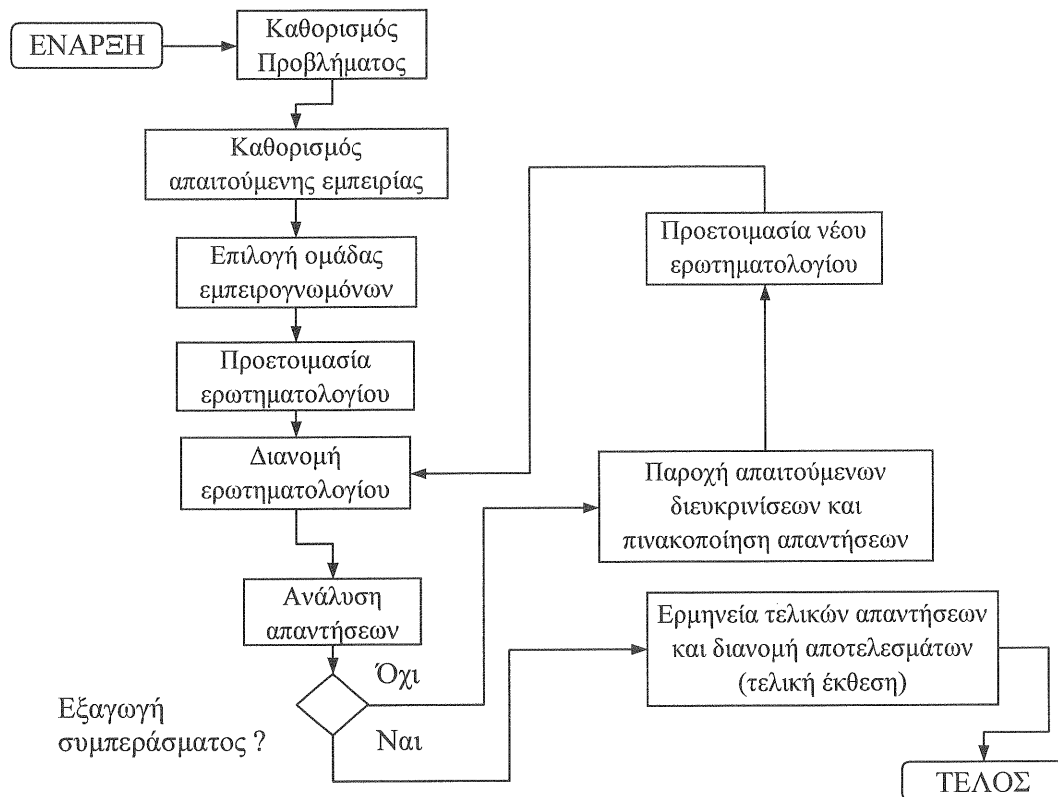 ΕΝΑΡΞΗ
Καθορισμός
Προβλήματος
Καθορισμός
απαιτούμενης εμπειρίας
Επιλογή ομάδας
εμπειρογνωμόνων
Προετοιμασία
ερωτηματολογίου
Διανομή
ερωτηματολογίου
Ανάλυση
απαντήσεων
Εξαγωγή
συμπεράσματος ?
Όχι
Ναι
Προετοιμασία νέου
ερωτηματολογίου
Παροχή απαιτούμενων
διευκρινίσεων και
πινακοποίηση απαντήσεων
Ερμηνεία τελικών απαντήσεων
και διανομή αποτελεσμάτων
(τελική έκθεση)
ΤΕΛΟΣ